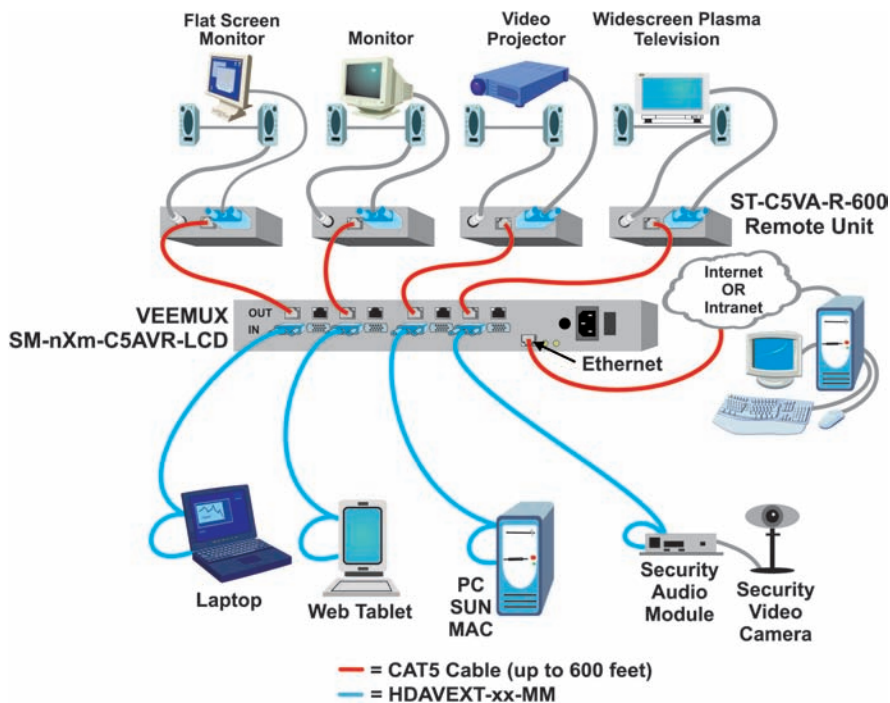 Flat Screen
Monitor
Monitor
Video
Projector
Widescreen Plasma
Television
ST-C5VA-R-600
Remote Unit
Internet
OR
Intranet
VEEMUX
SM-nXm-C5AVR-LCD
OUT
IN
Ethernet
Laptop
Web Tablet
PC
SUN
MAC
Security
Audio
Module
Security
Video
Camera
= CAT5 Cable (up to 600 feet)
= HDAVEXT-xx-MM